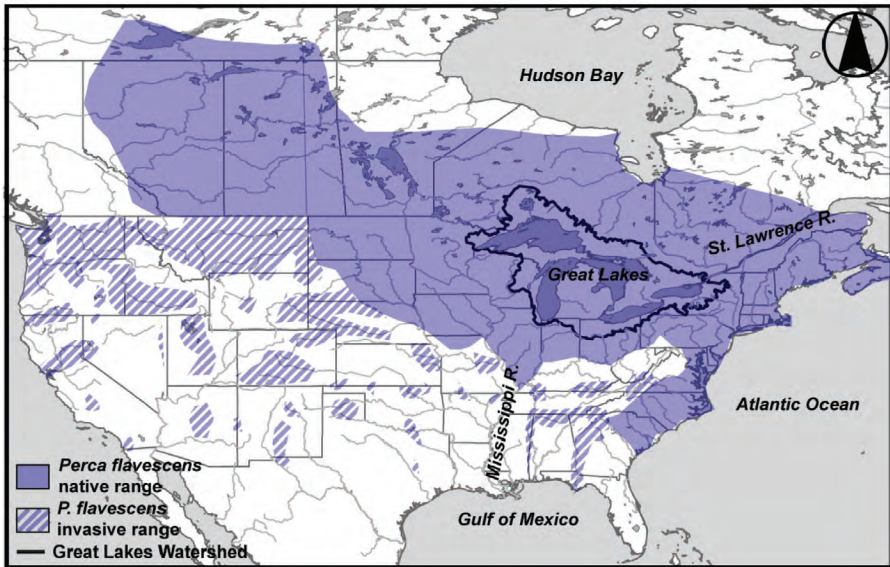 Hudson Bay
St. Lawrence R.
Great Lakes
Mississippi R.
Atlantic Ocean
Gulf of Mexico
Perca flavescens
native range
P. flavescens
invasive range
Great Lakes Watershed